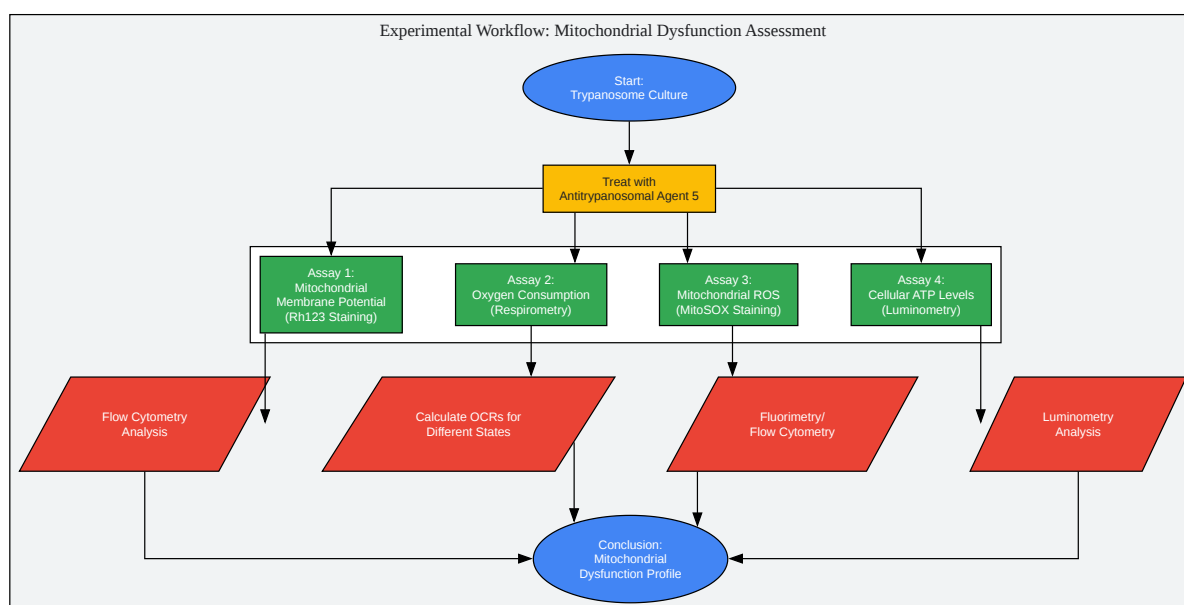 Experimental Workflow: Mitochondrial Dysfunction Assessment
Start:
Trypanosome Culture
Treat with
Antitrypanosomal Agent 5
Assay 1:
Mitochondrial
Membrane Potential
(Rh123 Staining)
Assay 2:
Oxygen Consumption
(Respirometry)
Assay 3:
Mitochondrial ROS
(MitoSOX Staining)
Assay 4:
Cellular ATP Levels
(Luminometry)
Flow Cytometry
Analysis
Calculate OCRs for
Different States
Fluorimetry/
Flow Cytometry
Luminometry
Analysis
Conclusion:
Mitochondrial
Dysfunction Profile